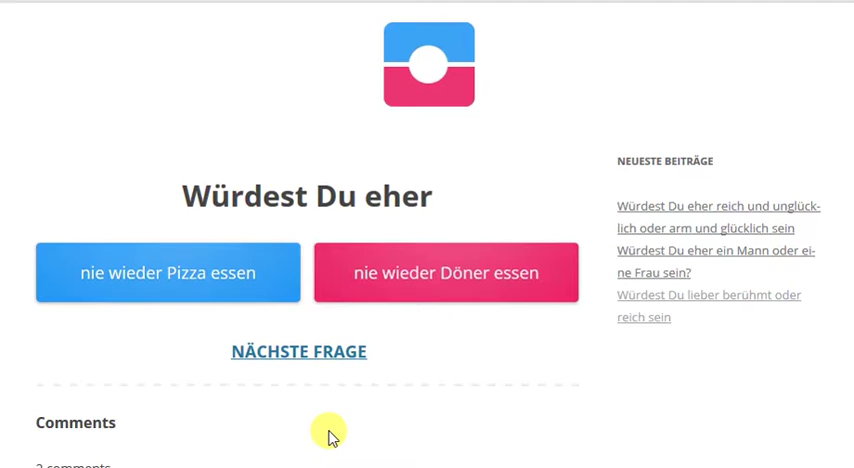 Würdest Du eher
nie wieder Pizza essen
nie wieder Döner essen
NÄCHSTE FRAGE
Comments
2 comments
NEUESTE BEITRÄGE
Würdest Du eher reich und unglück-
lich oder arm und glücklich sein
Würdest Du eher ein Mann oder ei-
ne Frau sein?
Würdest Du lieber berühmt oder
reich sein